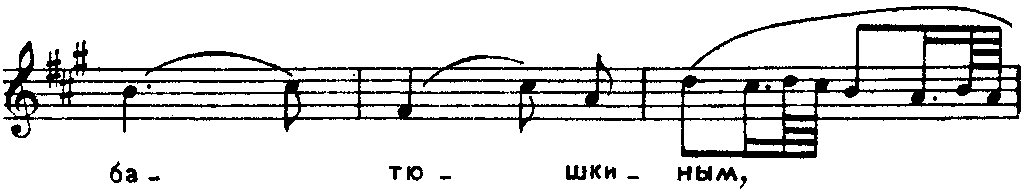 ба- тю- шки- ным,